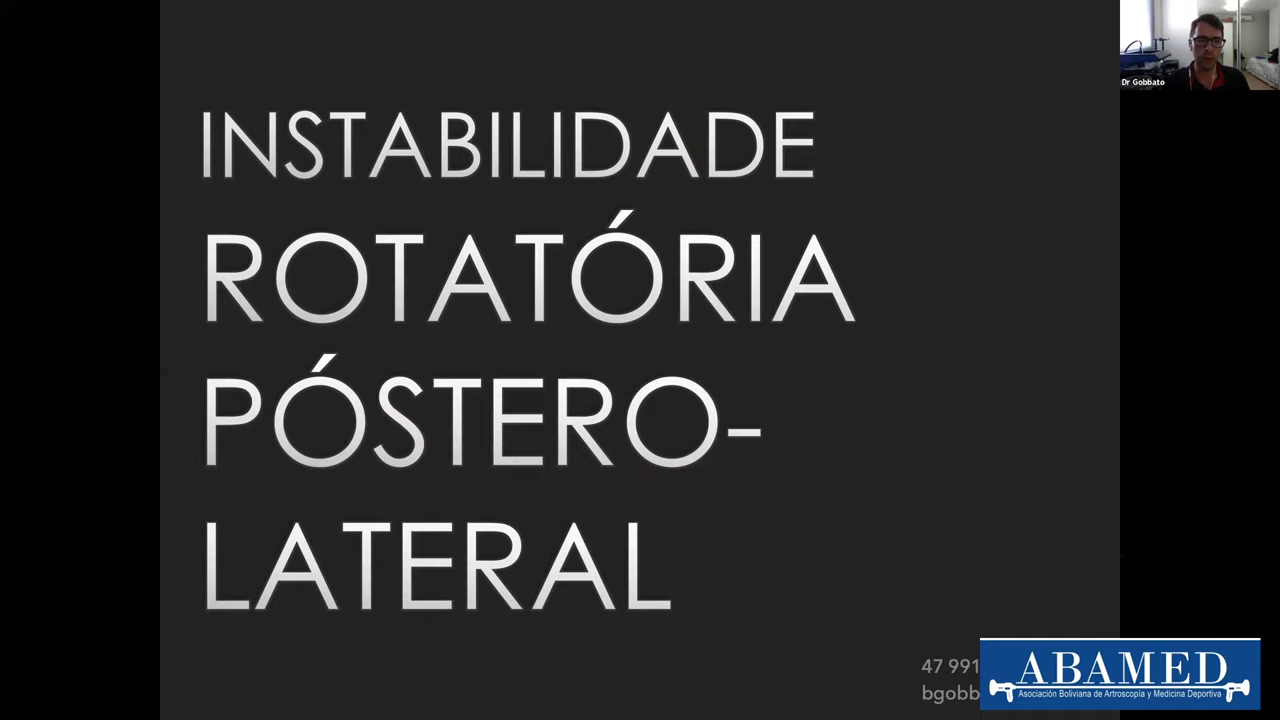 Dr Gobbato
INSTABILIDADE
ROTATÓRIA
PÓSTERO-
LATERAL
47 991
bgobb
ABAMED
Asociación Boliviana de Artroscopía y Medicina Deportiva